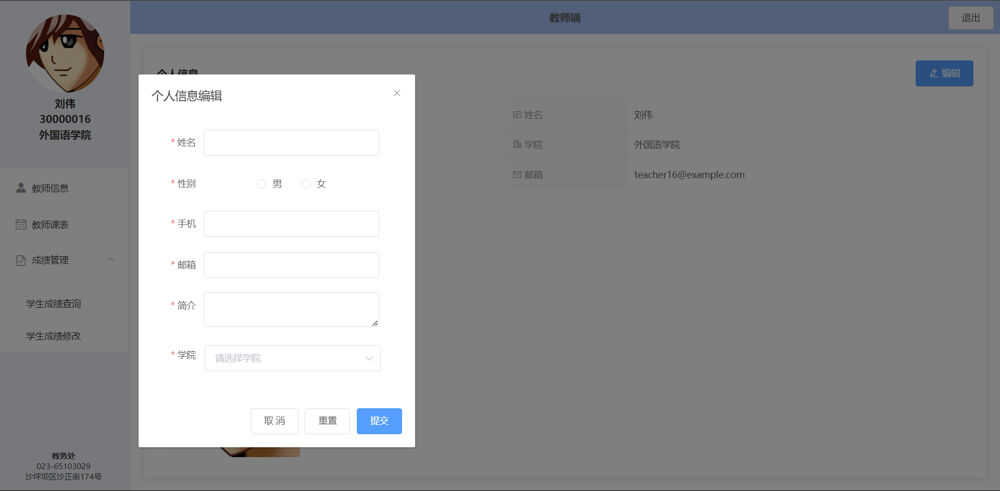 教师端
退出
刘伟
30000016
外国语学院
教师信息
教师课表
成绩管理
学生成绩查询
学生成绩修改
教务处
023-65103029
沙坪坝区沙正街174号
个人信息
编辑
姓名 刘伟
学院 外国语学院
邮箱 teacher16@example.com
个人信息编辑
* 姓名
* 性别 男 女
* 手机
* 邮箱
* 简介
* 学院 请选择学院
取 消 重置 提交